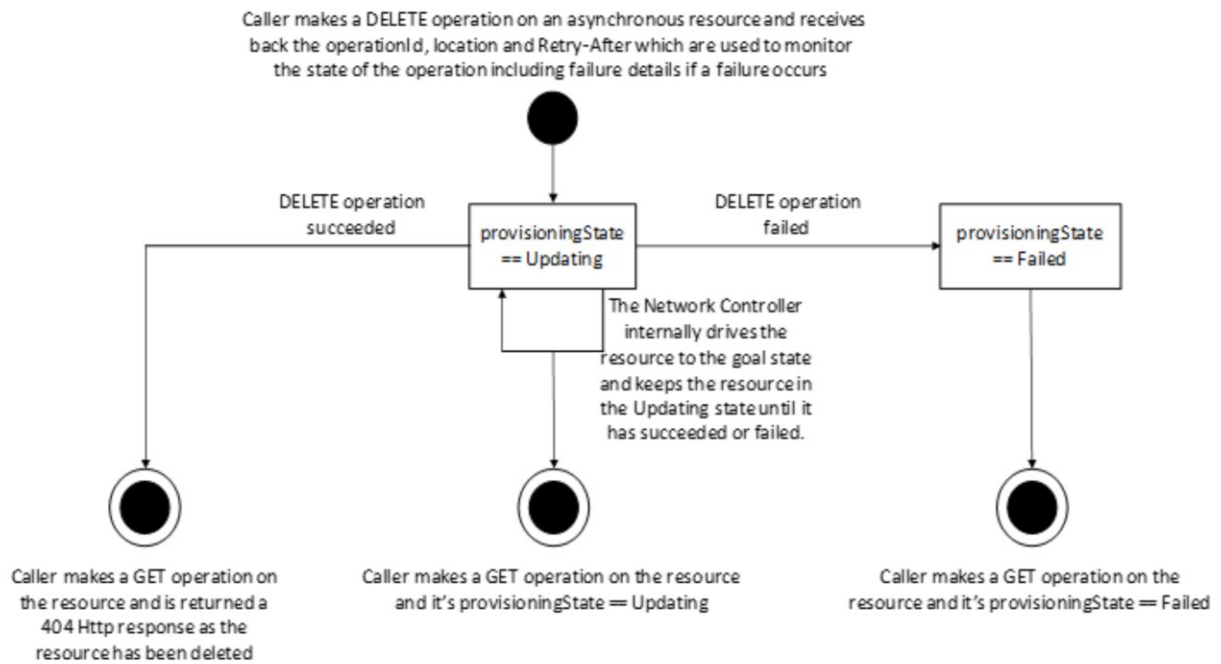 Caller makes a DELETE operation on an asynchronous resource and receives
back the operationId, location and Retry-After which are used to monitor
the state of the operation including failure details if a failure occurs
DELETE operation
succeeded
provisioningState
== Updating
DELETE operation
failed
provisioningState
== Failed
The Network Controller
internally drives the
resource to the goal state
and keeps the resource in
the Updating state until it
has succeeded or failed.
Caller makes a GET operation on
the resource and is returned a
404 Http response as the
resource has been deleted
Caller makes a GET operation on the resource
and it's provisioningState == Updating
Caller makes a GET operation on the
resource and it's provisioningState == Failed